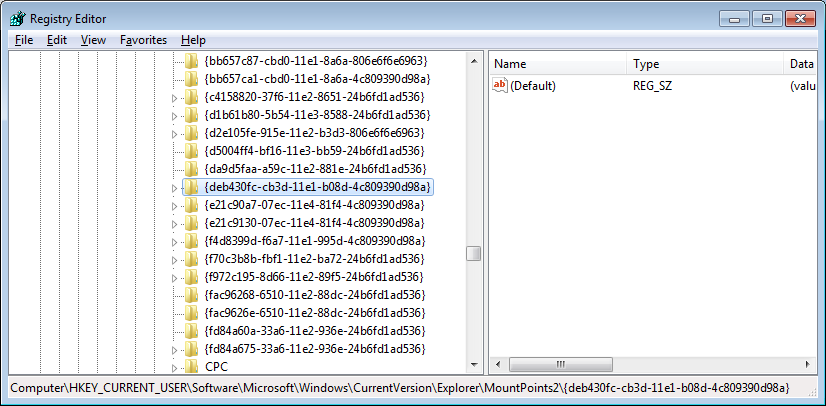 Registry Editor
File Edit View Favorites Help
{bb657c87-cbd0-11e1-8a6a-806e6f6e6963}
{bb657ca1-cbd0-11e1-8a6a-4c809390d98a}
{c4158820-37f6-11e2-8651-24b6fd1ad536}
{d1b61b80-5b54-11e3-8588-24b6fd1ad536}
{d2e105fe-915e-11e2-b3d3-806e6f6e6963}
{d5004ff4-bf16-11e3-bb59-24b6fd1ad536}
{da9d5faa-a59c-11e2-881e-24b6fd1ad536}
{deb430fc-cb3d-11e1-b08d-4c809390d98a}
{e21c90a7-07ec-11e4-81f4-4c809390d98a}
{e21c9130-07ec-11e4-81f4-4c809390d98a}
{f4d8399d-f6a7-11e1-995d-4c809390d98a}
{f70c3b8b-fbf1-11e2-ba72-24b6fd1ad536}
{f972c195-8d66-11e2-89f5-24b6fd1ad536}
{fac96268-6510-11e2-88dc-24b6fd1ad536}
{fac9626e-6510-11e2-88dc-24b6fd1ad536}
{fd84a60a-33a6-11e2-936e-24b6fd1ad536}
{fd84a675-33a6-11e2-936e-24b6fd1ad536}
CPC
Name Type Data
ab (Default) REG_SZ (valu
Computer\HKEY_CURRENT_USER\Software\Microsoft\Windows\CurrentVersion\Explorer\MountPoints2\{deb430fc-cb3d-11e1-b08d-4c809390d98a}